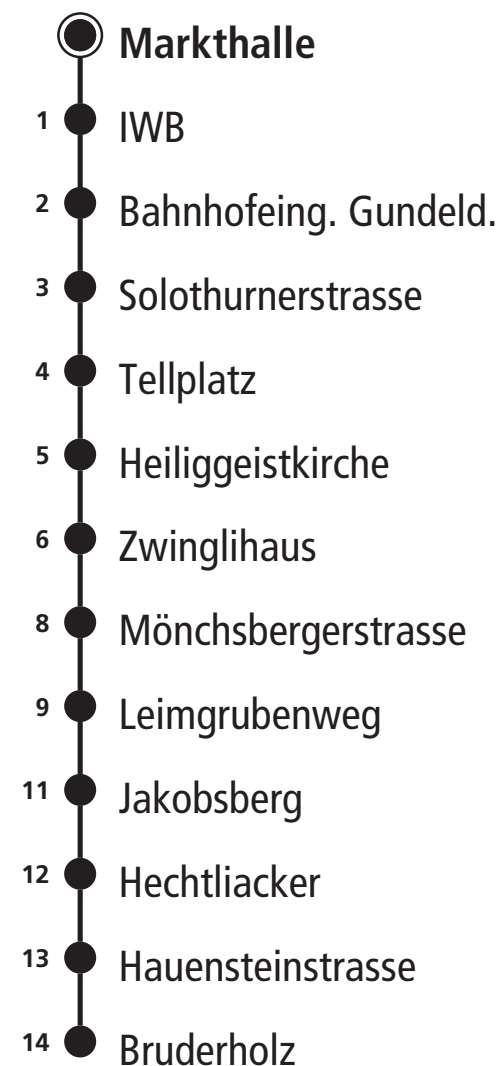 Markthalle
1 IWB
2 Bahnhofeing. Gundeld.
3 Solothurnerstrasse
4 Tellplatz
5 Heiliggeistkirche
6 Zwinglihaus
8 Mönchsbergerstrasse
9 Leimgrubenweg
11 Jakobsberg
12 Hechtliacker
13 Hauensteinstrasse
14 Bruderholz